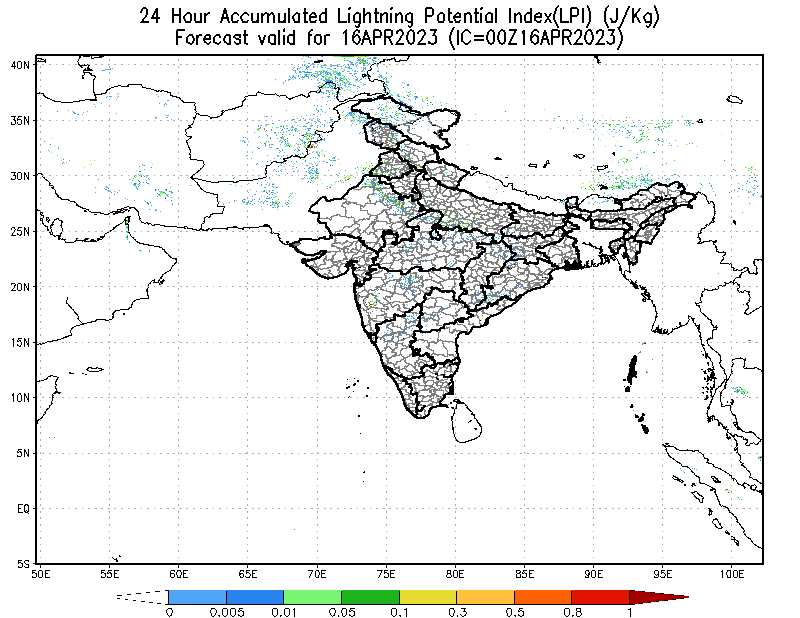 24 Hour Accumulated Lightning Potential Index(LPI) (J/Kg)
Forecast valid for 16APR2023 (IC=00Z16APR2023)
40N
35N
30N
25N
20N
15N
10N
5N
EQ
5S
50E 55E 60E 65E 70E 75E 80E 85E 90E 95E 100E
0 0.005 0.01 0.05 0.1 0.3 0.5 0.8 1